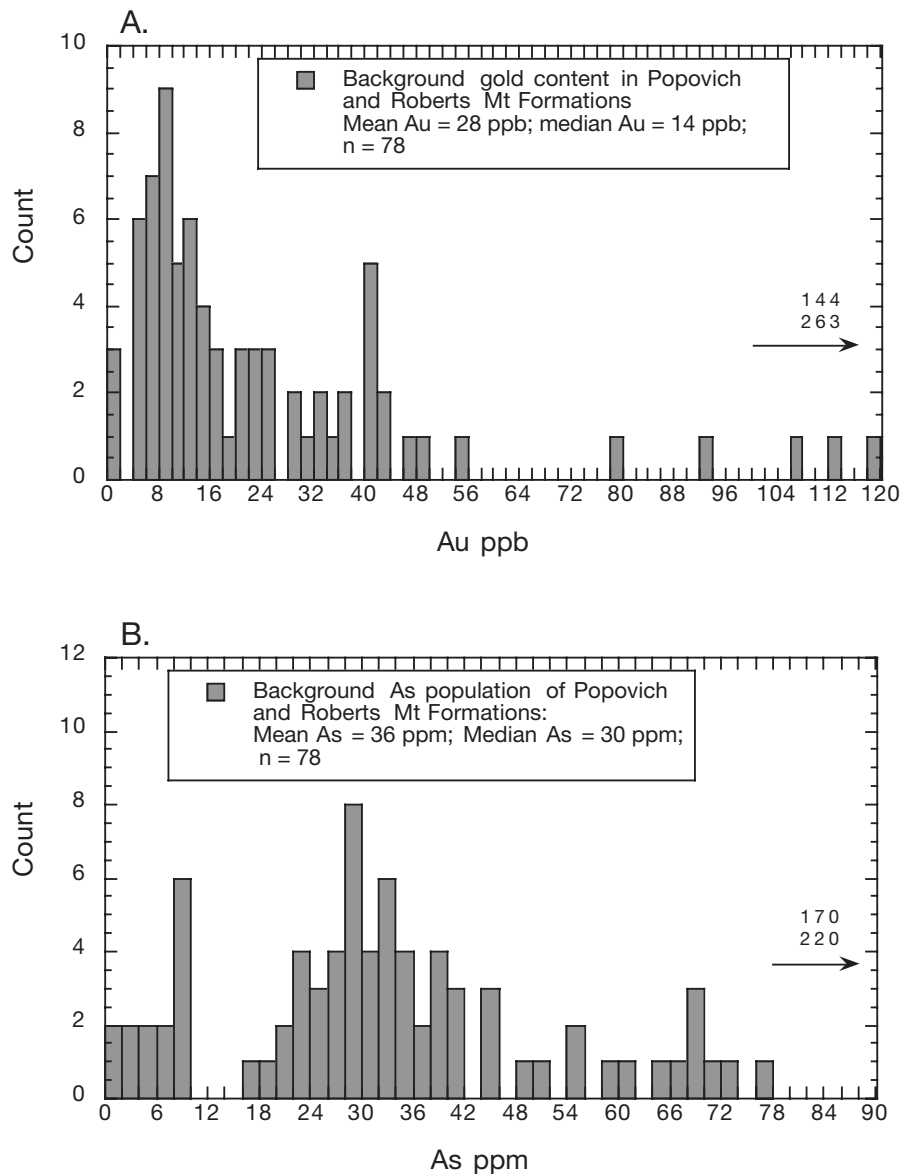 A.
10
8
6
4
2
0
Count
Background gold content in Popovich
and Roberts Mt Formations
Mean Au = 28 ppb; median Au = 14 ppb;
n = 78
144
263
0 8 16 24 32 40 48 56 64 72 80 88 96 104 112 120
Au ppb
B.
12
10
8
6
4
2
0
Count
Background As population of Popovich
and Roberts Mt Formations:
Mean As = 36 ppm; Median As = 30 ppm;
n = 78
170
220
0 6 12 18 24 30 36 42 48 54 60 66 72 78 84 90
As ppm